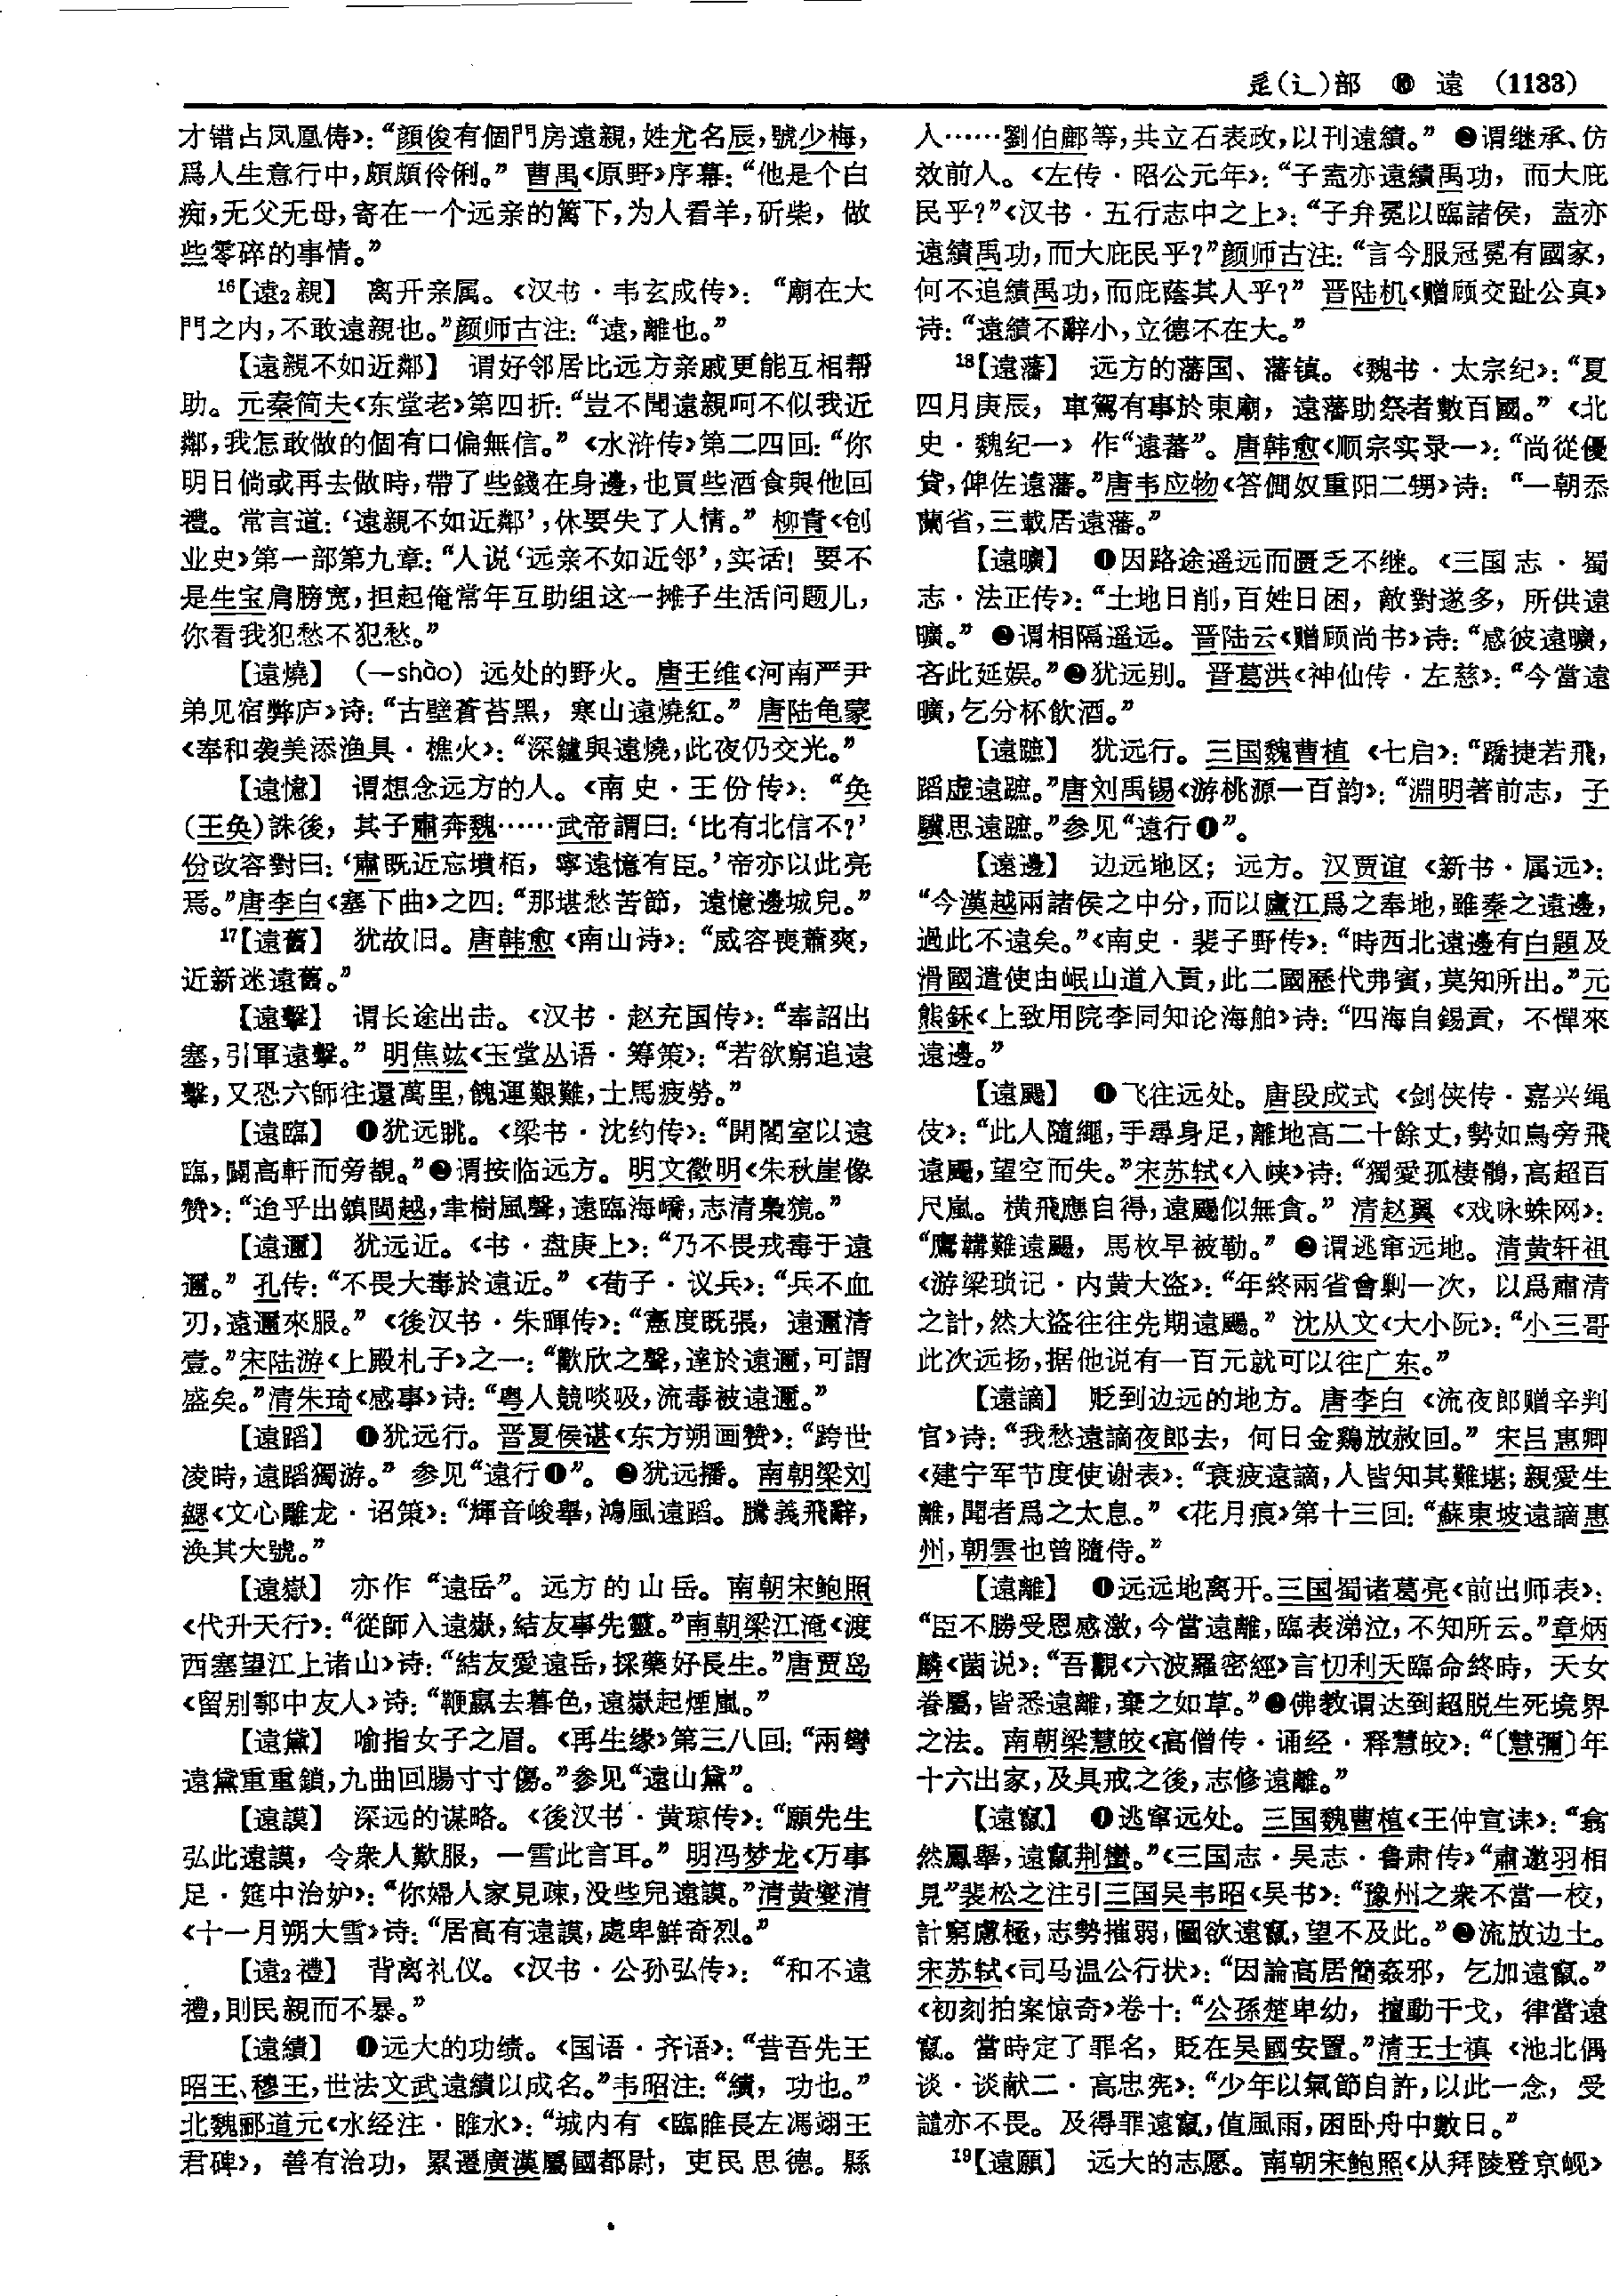 辵(辶)部 ❿ 遠 (1133)
才错占凤凰俦》：“顔俊有個門房遠親，姓尤名辰，號少梅，
爲人生意行中，頗頗伶俐。” 曹禺《原野》序幕：“他是个白
痴，无父无母，寄在一个远亲的篱下，为人看羊，斫柴，做
些零碎的事情。”
16【遠₂親】 离开亲属。《汉书·韦玄成传》：“廟在大
門之内，不敢遠親也。”颜师古注：“遠，離也。”
【遠親不如近鄰】 谓好邻居比远方亲戚更能互相帮
助。元秦简夫《东堂老》第四折：“豈不聞遠親呵不似我近
鄰，我怎敢做的個有口偏無信。”《水浒传》第二四回：“你
明日倘或再去做時，帶了些錢在身邊，也買些酒食與他回
禮。常言道：‘遠親不如近鄰’，休要失了人情。” 柳青《创
业史》第一部第九章：“人说‘远亲不如近邻’，实话！要不
是生宝肩膀宽，担起俺常年互助组这一摊子生活问题儿，
你看我犯愁不犯愁。”
【遠燒】 （—shào）远处的野火。唐王维《河南严尹
弟见宿弊庐》诗：“古壁蒼苔黑，寒山遠燒紅。” 唐陆龟蒙
《奉和袭美添渔具·樵火》：“深鑪與遠燒，此夜仍交光。”
【遠憶】 谓想念远方的人。《南史·王份传》：“奂
(王奂)誅後，其子肅奔魏……武帝謂曰：‘比有北信不？’
份改容對曰：‘肅既近忘墳栢，寧遠憶有臣。’帝亦以此亮
焉。”唐李白《塞下曲》之四：“那堪愁苦節，遠憶邊城兒。”
17【遠舊】 犹故旧。唐韩愈《南山诗》：“威容喪蕭爽，
近新迷遠舊。”
【遠擊】 谓长途出击。《汉书·赵充国传》：“奉詔出
塞，引軍遠擊。” 明焦竑《玉堂丛语·筹策》：“若欲窮追遠
擊，又恐六師往還萬里，餽運艱難，士馬疲勞。”
【遠臨】 ❶犹远眺。《梁书·沈约传》：“開閣室以遠
臨，闢高軒而旁覩。”❷谓按临远方。明文徵明《朱秋崖像
赞》：“迨乎出鎮閩越，聿樹風聲，遠臨海嶠，志清梟獍。”
【遠邇】 犹远近。《书·盘庚上》：“乃不畏戎毒于遠
邇。” 孔传：“不畏大毒於遠近。”《荀子·议兵》：“兵不血
刃，遠邇來服。”《後汉书·朱暉传》：“憲度既張，遠邇清
壹。”宋陆游《上殿札子》之一：“歡欣之聲，達於遠邇，可謂
盛矣。”清朱琦《感事》诗：“粤人競啖吸，流毒被遠邇。”
【遠蹈】 ❶犹远行。晋夏侯谌《东方朔画赞》：“跨世
凌時，遠蹈獨游。”参见“遠行❶”。 ❷犹远播。南朝梁刘
勰《文心雕龙·诏策》：“輝音峻舉，鴻風遠蹈。騰義飛辭，
涣其大號。”
【遠嶽】 亦作“遠岳”。远方的山岳。南朝宋鲍照
《代升天行》：“從師入遠嶽，結友事先靈。”南朝梁江淹《渡
西塞望江上诸山》诗：“結友愛遠岳，採藥好長生。”唐贾岛
《留别鄠中友人》诗：“鞭羸去暮色，遠嶽起煙嵐。”
【遠黛】 喻指女子之眉。《再生缘》第三八回：“兩彎
遠黛重重鎖，九曲回腸寸寸傷。”参见“遠山黛”。
【遠謨】 深远的谋略。《後汉书·黄琼传》：“願先生
弘此遠謨，令衆人歎服，一雪此言耳。” 明冯梦龙《万事
足·筵中治妒》：“你婦人家見疎，没些兒遠謨。”清黄燮清
《十一月朔大雪》诗：“居高有遠謨，處卑鮮奇烈。”
【遠₂禮】 背离礼仪。《汉书·公孙弘传》：“和不遠
禮，則民親而不暴。”
【遠績】 ❶远大的功绩。《国语·齐语》：“昔吾先王
昭王、穆王，世法文武遠績以成名。”韦昭注：“績，功也。”
北魏郦道元《水经注·睢水》：“城内有《臨睢長左馮翊王
君碑》，善有治功，累遷廣漢屬國都尉，吏民思德。縣
人……劉伯鄜等，共立石表政，以刊遠績。” ❷谓继承、仿
效前人。《左传·昭公元年》：“子盍亦遠績禹功，而大庇
民乎？”《汉书·五行志中之上》：“子弁冕以臨諸侯，盍亦
遠績禹功，而大庇民乎？”颜师古注：“言今服冠冕有國家，
何不追績禹功，而庇蔭其人乎？” 晋陆机《赠顾交趾公真》
诗：“遠績不辭小，立德不在大。”
18【遠藩】 远方的藩国、藩镇。《魏书·太宗纪》：“夏
四月庚辰，車駕有事於東廟，遠藩助祭者數百國。”《北
史·魏纪一》作“遠蕃”。唐韩愈《顺宗实录一》：“尚從優
貸，俾佐遠藩。”唐韦应物《答僩奴重阳二甥》诗：“一朝忝
蘭省，三載居遠藩。”
【遠曠】 ❶因路途遥远而匮乏不继。《三国志·蜀
志·法正传》：“土地日削，百姓日困，敵對遂多，所供遠
曠。” ❷谓相隔遥远。晋陆云《赠顾尚书》诗：“感彼遠曠，
吝此延娱。”❷犹远别。晋葛洪《神仙传·左慈》：“今當遠
曠，乞分杯飲酒。”
【遠蹠】 犹远行。三国魏曹植《七启》：“蹻捷若飛，
蹈虚遠蹠。”唐刘禹锡《游桃源一百韵》：“淵明著前志，子
驥思遠蹠。”参见“遠行❶”。
【遠邊】 边远地区；远方。汉贾谊《新书·属远》：
“今漢越兩諸侯之中分，而以廬江爲之奉地，雖秦之遠邊，
過此不遠矣。”《南史·裴子野传》：“時西北遠邊有白題及
滑國遣使由岷山道入貢，此二國歷代弗賓，莫知所出。”元
熊鉌《上致用院李同知论海舶》诗：“四海自錫貢，不憚來
遠邊。”
【遠颺】 ❶飞往远处。唐段成式《剑侠传·嘉兴绳
伎》：“此人隨繩，手尋身足，離地高二十餘丈，勢如鳥旁飛
遠颺，望空而失。”宋苏轼《入峡》诗：“獨愛孤棲鶻，高超百
尺嵐。横飛應自得，遠颺似無貪。” 清赵翼《戏咏蛛网》：
“鷹韝難遠颺，馬枚早被勒。” ❷谓逃窜远地。清黄轩祖
《游梁琐记·内黄大盗》：“年終兩省會剿一次，以爲肅清
之計，然大盗往往先期遠颺。” 沈从文《大小阮》：“小三哥
此次远扬，据他说有一百元就可以往广东。”
【遠謫】 贬到边远的地方。唐李白《流夜郎赠辛判
官》诗：“我愁遠謫夜郎去，何日金鷄放赦回。” 宋吕惠卿
《建宁军节度使谢表》：“衰疲遠謫，人皆知其難堪；親愛生
離，聞者爲之太息。”《花月痕》第十三回：“蘇東坡遠謫惠
州，朝雲也曾隨侍。”
【遠離】 ❶远远地离开。三国蜀诸葛亮《前出师表》：
“臣不勝受恩感激，今當遠離，臨表涕泣，不知所云。”章炳
麟《菌说》：“吾觀《六波羅密經》言忉利天臨命終時，天女
眷屬，皆悉遠離，棄之如草。”❷佛教谓达到超脱生死境界
之法。南朝梁慧皎《高僧传·诵经·释慧皎》：“〔慧彌〕年
十六出家，及具戒之後，志修遠離。”
【遠竄】 ❶逃窜远处。三国魏曹植《王仲宣诔》：“翕
然鳳舉，遠竄荆蠻。”《三国志·吴志·鲁肃传》“肅邀羽相
見”裴松之注引三国吴韦昭《吴书》：“豫州之衆不當一校，
計窮慮極，志勢摧弱，圖欲遠竄，望不及此。”❷流放边土。
宋苏轼《司马温公行状》：“因論高居簡姦邪，乞加遠竄。”
《初刻拍案惊奇》卷十：“公孫楚卑幼，擅動干戈，律當遠
竄。當時定了罪名，貶在吴國安置。”清王士禛《池北偶
谈·谈献二·高忠宪》：“少年以氣節自許，以此一念，受
譴亦不畏。及得罪遠竄，值風雨，困卧舟中數日。”
19【遠願】 远大的志愿。南朝宋鲍照《从拜陵登京岘》